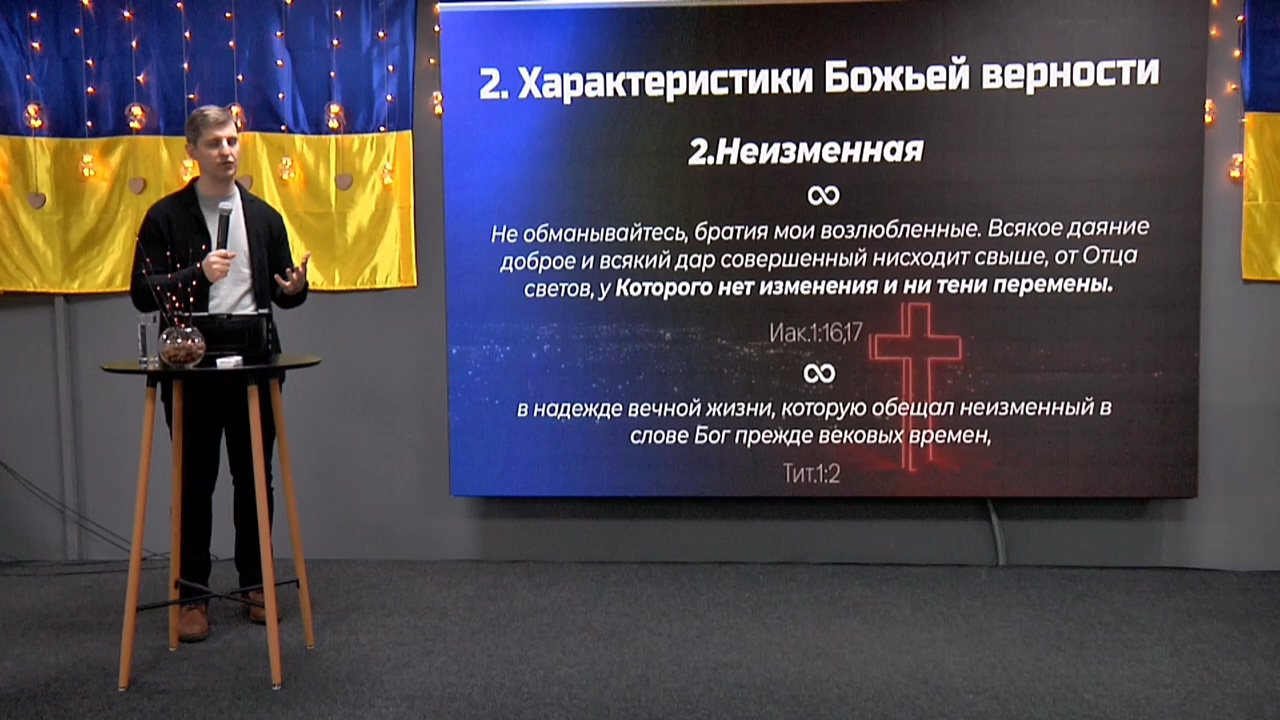 2. Характеристики Божьей верности
2.Неизменная
Не обманывайтесь, братия мои возлюбленные. Всякое даяние
доброе и всякий дар совершенный нисходит свыше, от Отца
светов, у Которого нет изменения и ни тени перемены.
Иак.1:16,17
в надежде вечной жизни, которую обещал неизменный в
слове Бог прежде вековых времен,
Тит.1:2